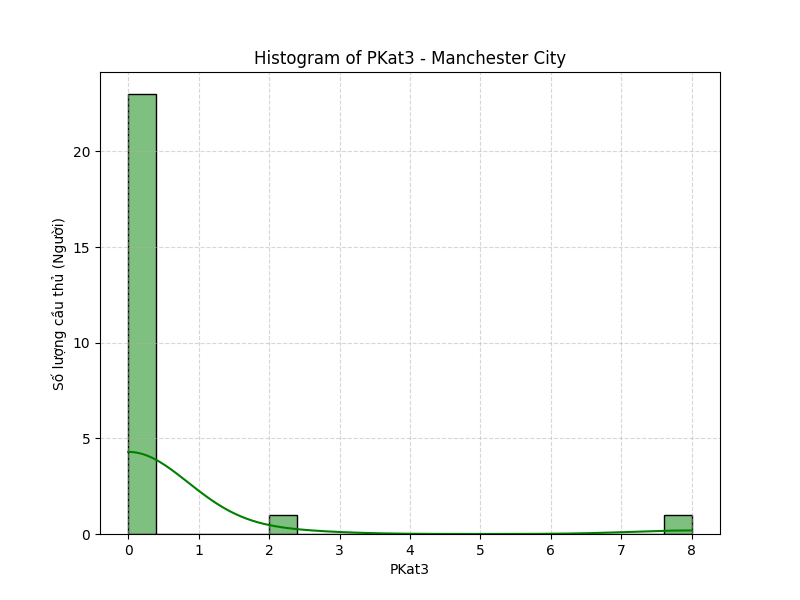 Histogram of PKat3 - Manchester City
Số lượng cầu thủ (Người)
20
15
10
5
0
0 1 2 3 4 5 6 7 8
PKat3